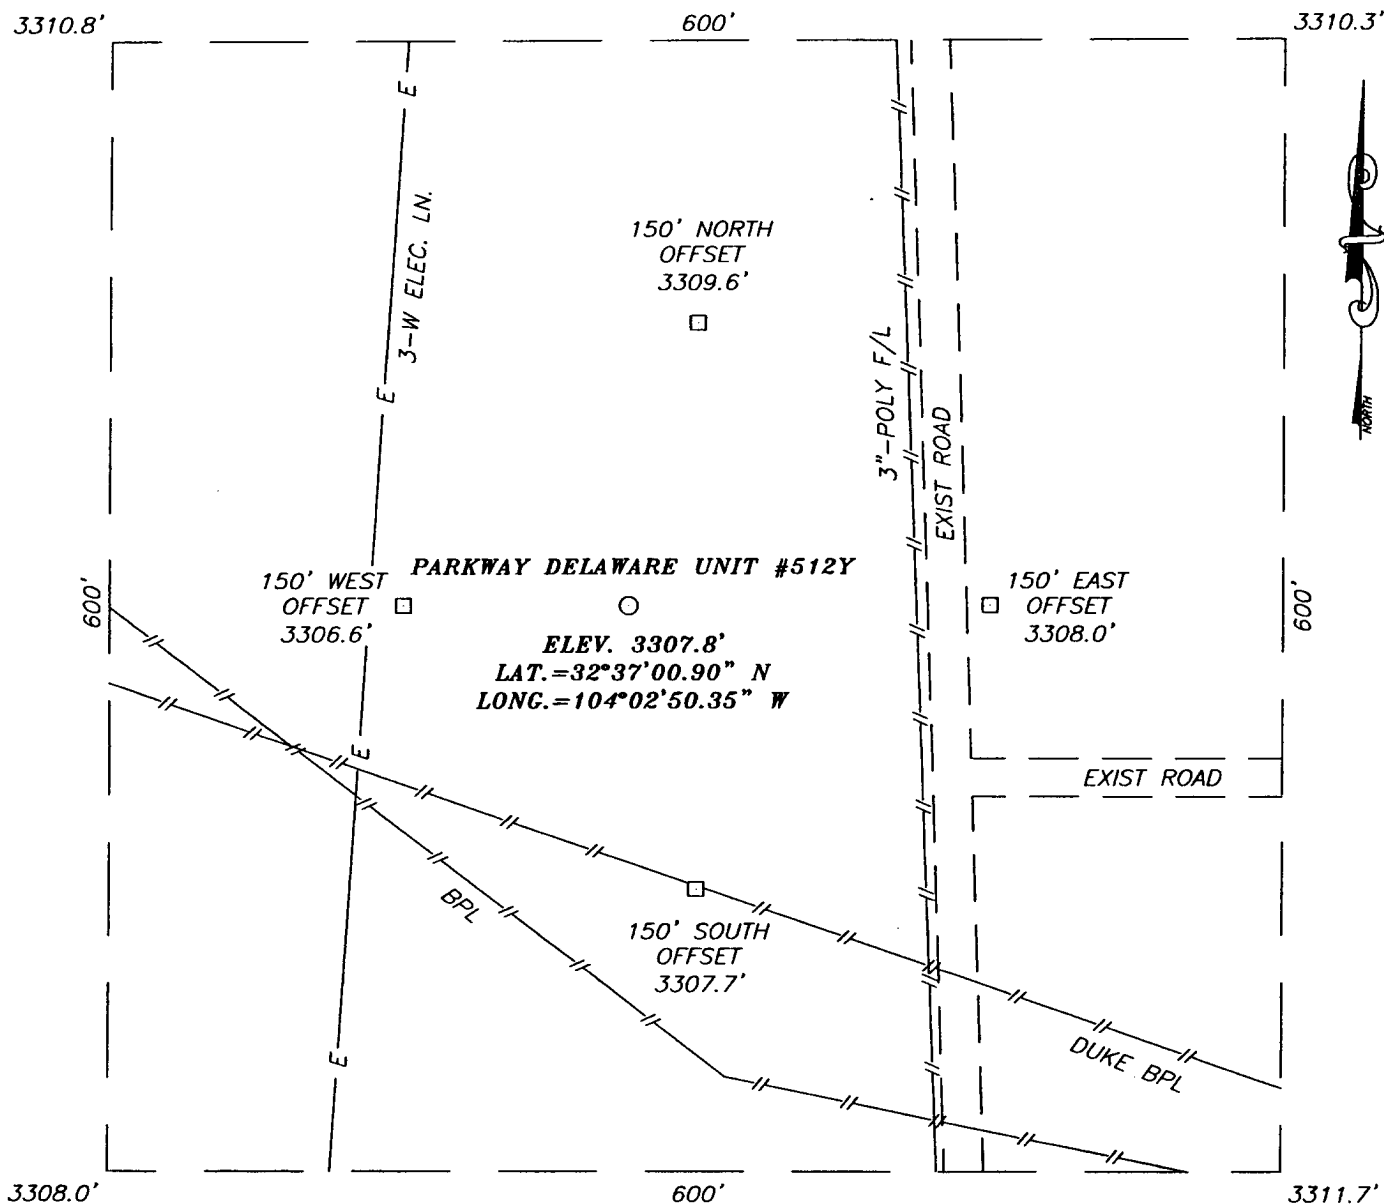 3310.8'
600'
3310.3'
E
3-W ELEC. LN.
150' NORTH
OFFSET
3309.6'
E
3"-POLY F/L
EXIST ROAD
NORTH
600'
150' WEST
OFFSET
3306.6'
PARKWAY DELAWARE UNIT #512Y
ELEV. 3307.8'
LAT.=32°37'00.90" N
LONG.=104°02'50.35" W
150' EAST
OFFSET
3308.0'
600'
E
EXIST ROAD
BPL
150' SOUTH
OFFSET
3307.7'
E
DUKE BPL
3308.0'
600'
3311.7'